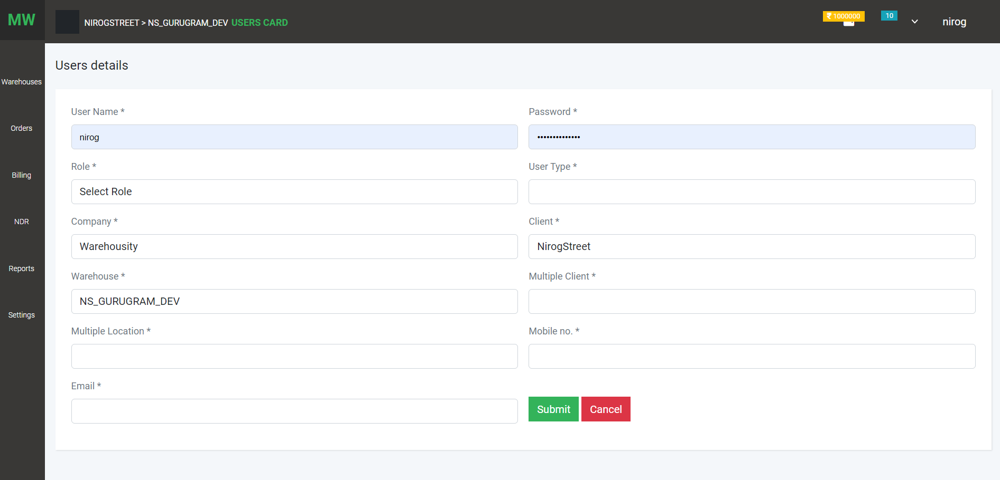 MW
NIROGSTREET > NS_GURUGRAM_DEV USERS CARD
₹ 1000000
10
nirog
Warehouses
Orders
Billing
NDR
Reports
Settings
Users details
User Name *
Password *
nirog
••••••••••••••
Role *
User Type *
Select Role
Company *
Client *
Warehousity
NirogStreet
Warehouse *
Multiple Client *
NS_GURUGRAM_DEV
Multiple Location *
Mobile no. *
Email *
Submit
Cancel